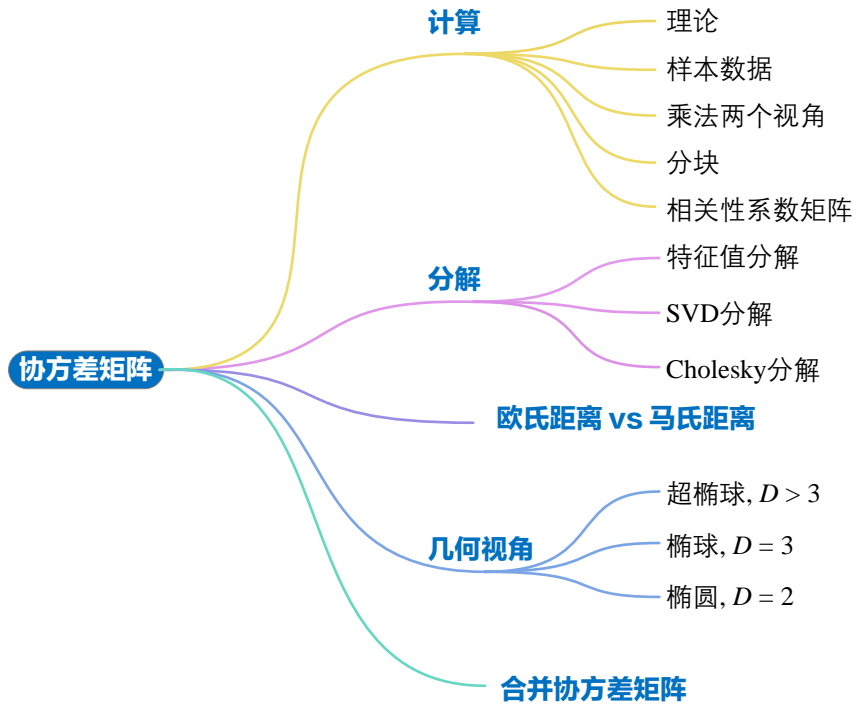 计算
理论
样本数据
乘法两个视角
分块
相关性系数矩阵
分解
特征值分解
SVD分解
Cholesky分解
协方差矩阵
欧氏距离 vs 马氏距离
几何视角
超椭球, D > 3
椭球, D = 3
椭圆, D = 2
合并协方差矩阵